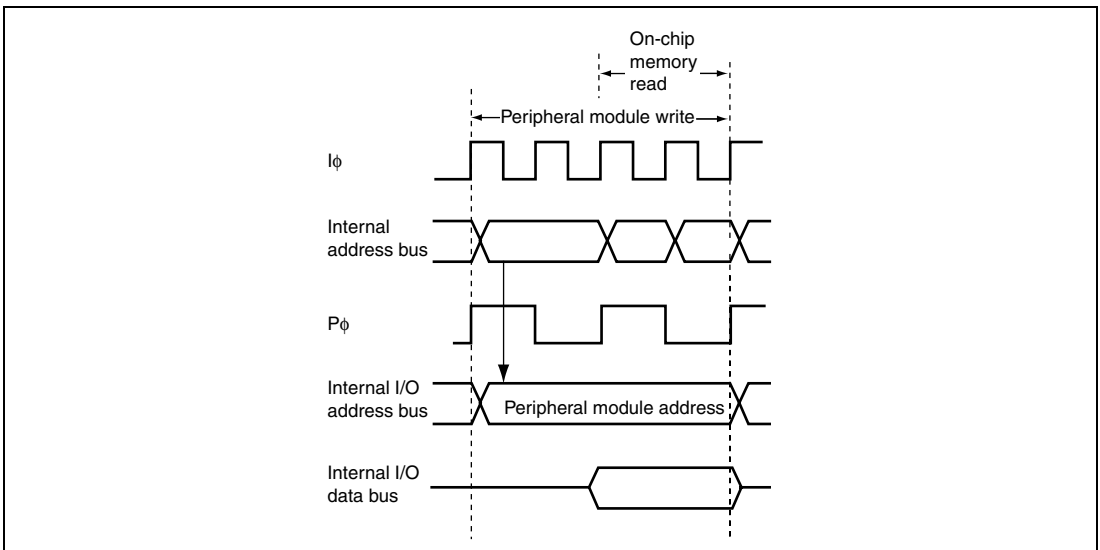 On-chip
memory
read
Peripheral module write
Iϕ
Internal
address bus
Pϕ
Internal I/O
address bus
Peripheral module address
Internal I/O
data bus